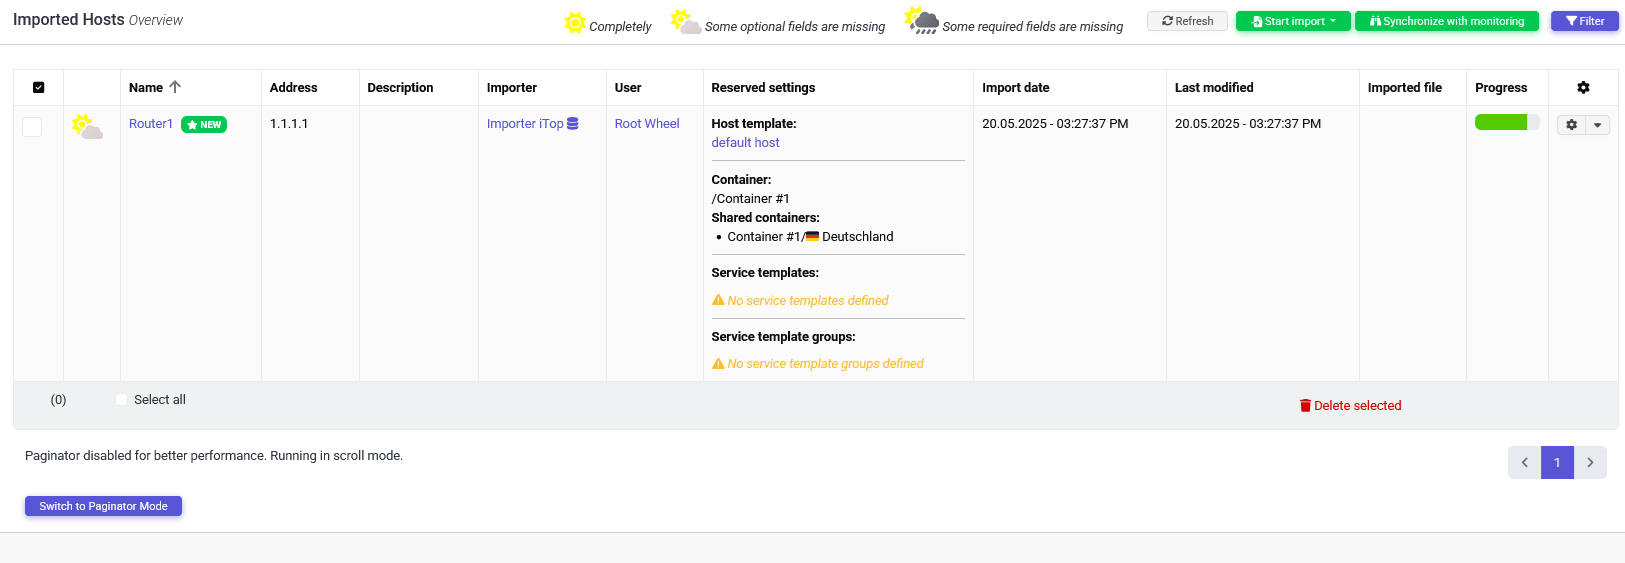 Imported Hosts Overview
Completely
Some optional fields are missing
Some required fields are missing
Refresh
Start import
Synchronize with monitoring
Filter
Name
Address
Description
Importer
User
Reserved settings
Import date
Last modified
Imported file
Progress
Router1
NEW
1.1.1.1
Importer iTop
Root Wheel
Host template:
default host
Container:
/Container #1
Shared containers:
• Container #1/ Deutschland
Service templates:
No service templates defined
Service template groups:
No service template groups defined
20.05.2025 - 03:27:37 PM
20.05.2025 - 03:27:37 PM
(0)
Select all
Delete selected
Paginator disabled for better performance. Running in scroll mode.
1
Switch to Paginator Mode